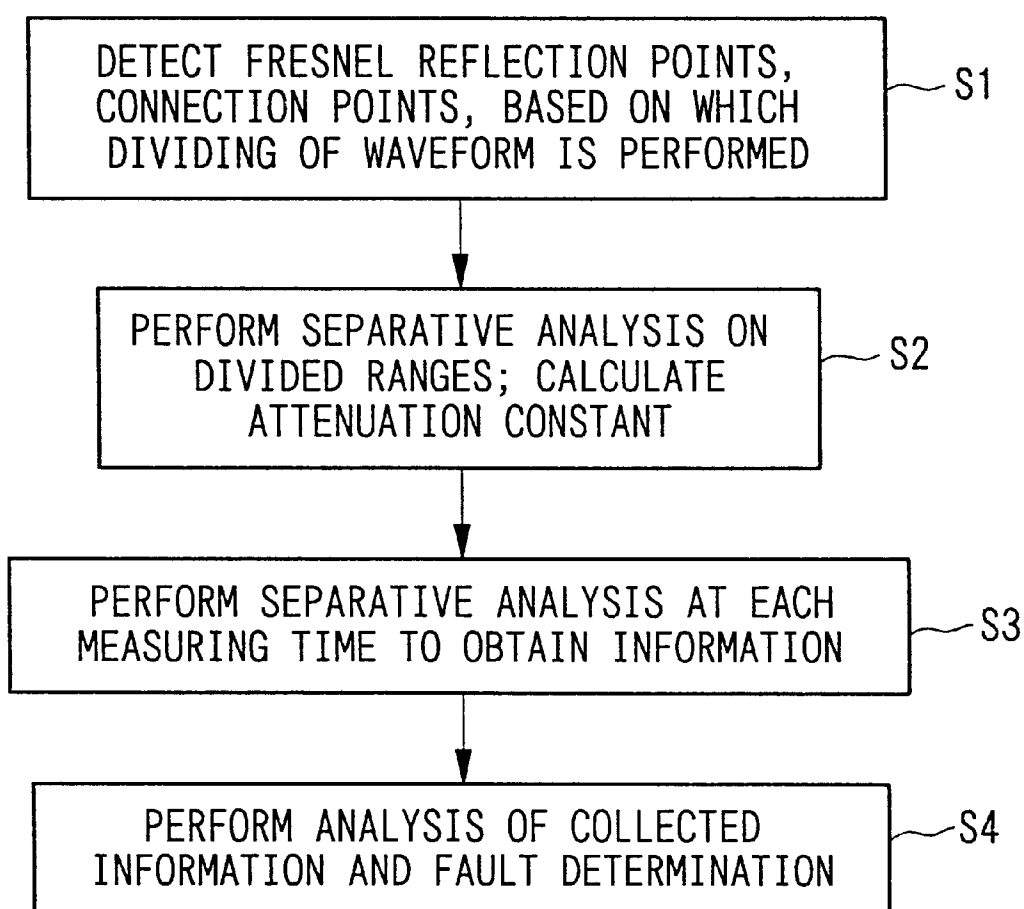 DETECT FRESNEL REFLECTION POINTS,
CONNECTION POINTS, BASED ON WHICH
DIVIDING OF WAVEFORM IS PERFORMED
S1
PERFORM SEPARATIVE ANALYSIS ON
DIVIDED RANGES; CALCULATE
ATTENUATION CONSTANT
S2
PERFORM SEPARATIVE ANALYSIS AT EACH
MEASURING TIME TO OBTAIN INFORMATION
S3
PERFORM ANALYSIS OF COLLECTED
INFORMATION AND FAULT DETERMINATION
S4